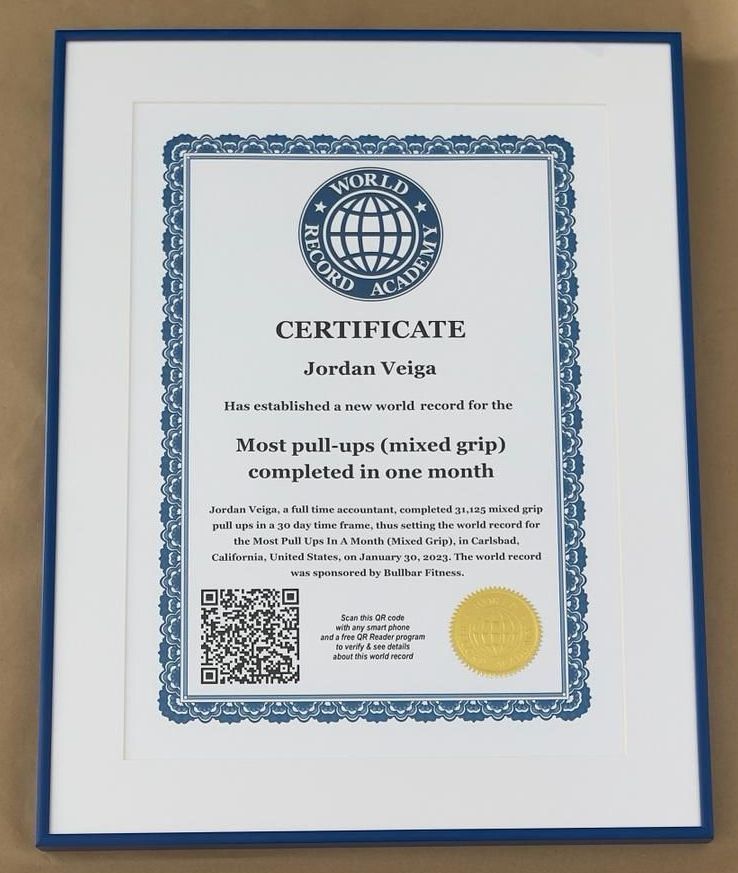 WORLD
RECORD ACADEMY
CERTIFICATE
Jordan Veiga
Has established a new world record for the
Most pull-ups (mixed grip)
completed in one month
Jordan Veiga, a full time accountant, completed 31,125 mixed grip
pull ups in a 30 day time frame, thus setting the world record for
the Most Pull Ups In A Month (Mixed Grip), in Carlsbad,
California, United States, on January 30, 2023. The world record
was sponsored by Bullbar Fitness.
Scan this QR code
with any smart phone
and a free QR Reader program
to verify & see details
about this world record